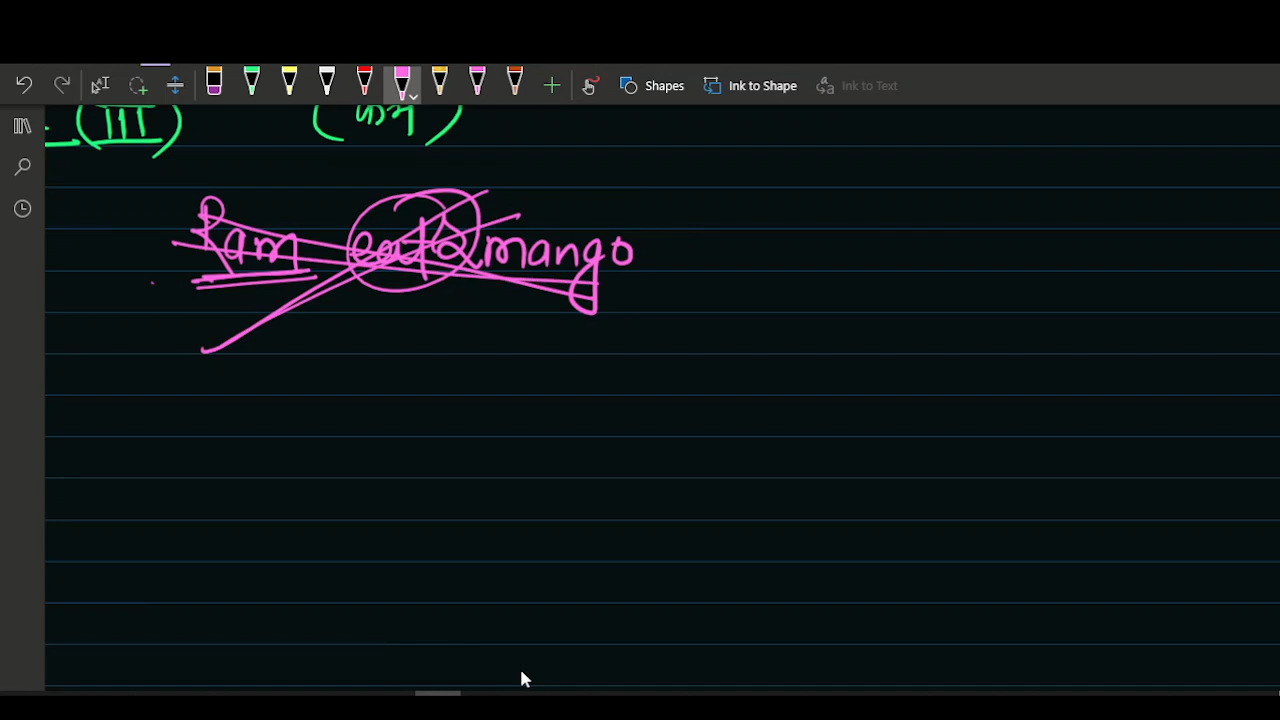 Shapes Ink to Shape Ink to Text
(III)
Ram eats mango